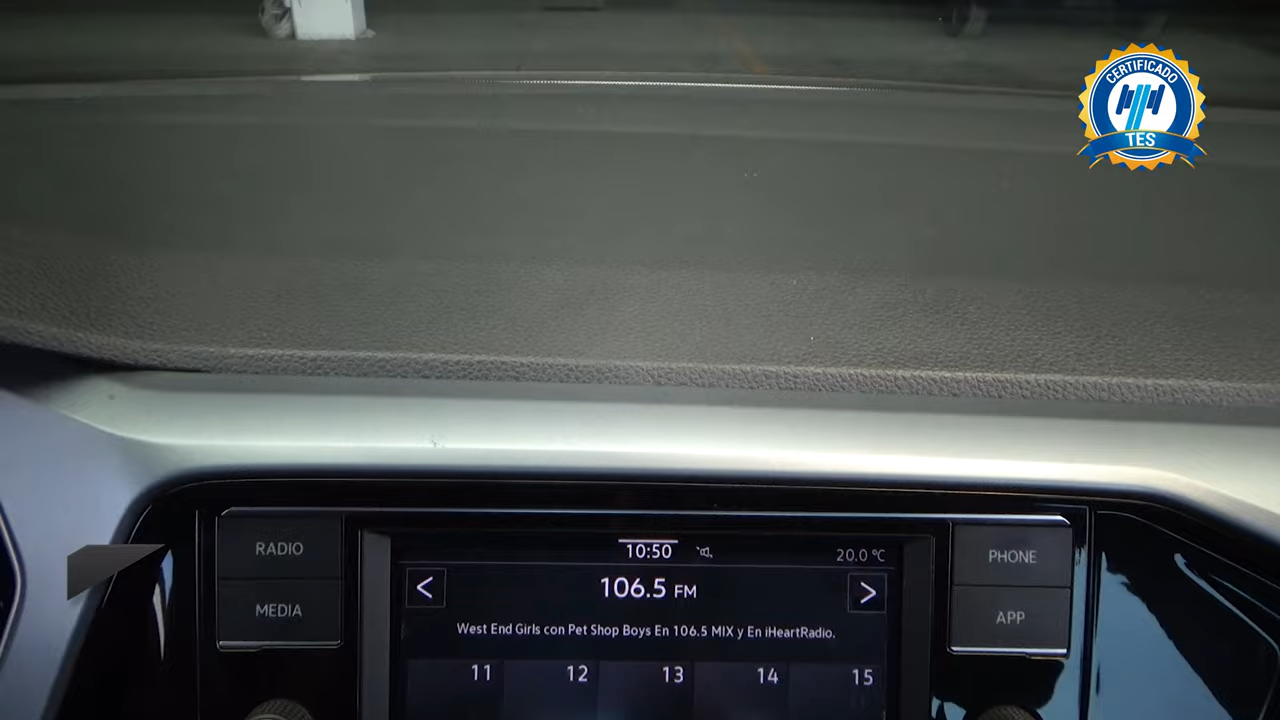 CERTIFICADO
TES
RADIO
MEDIA
10:50
20.0 °C
<
106.5 FM
>
West End Girls con Pet Shop Boys En 106.5 MIX y En iHeartRadio.
11 12 13 14 15
PHONE
APP